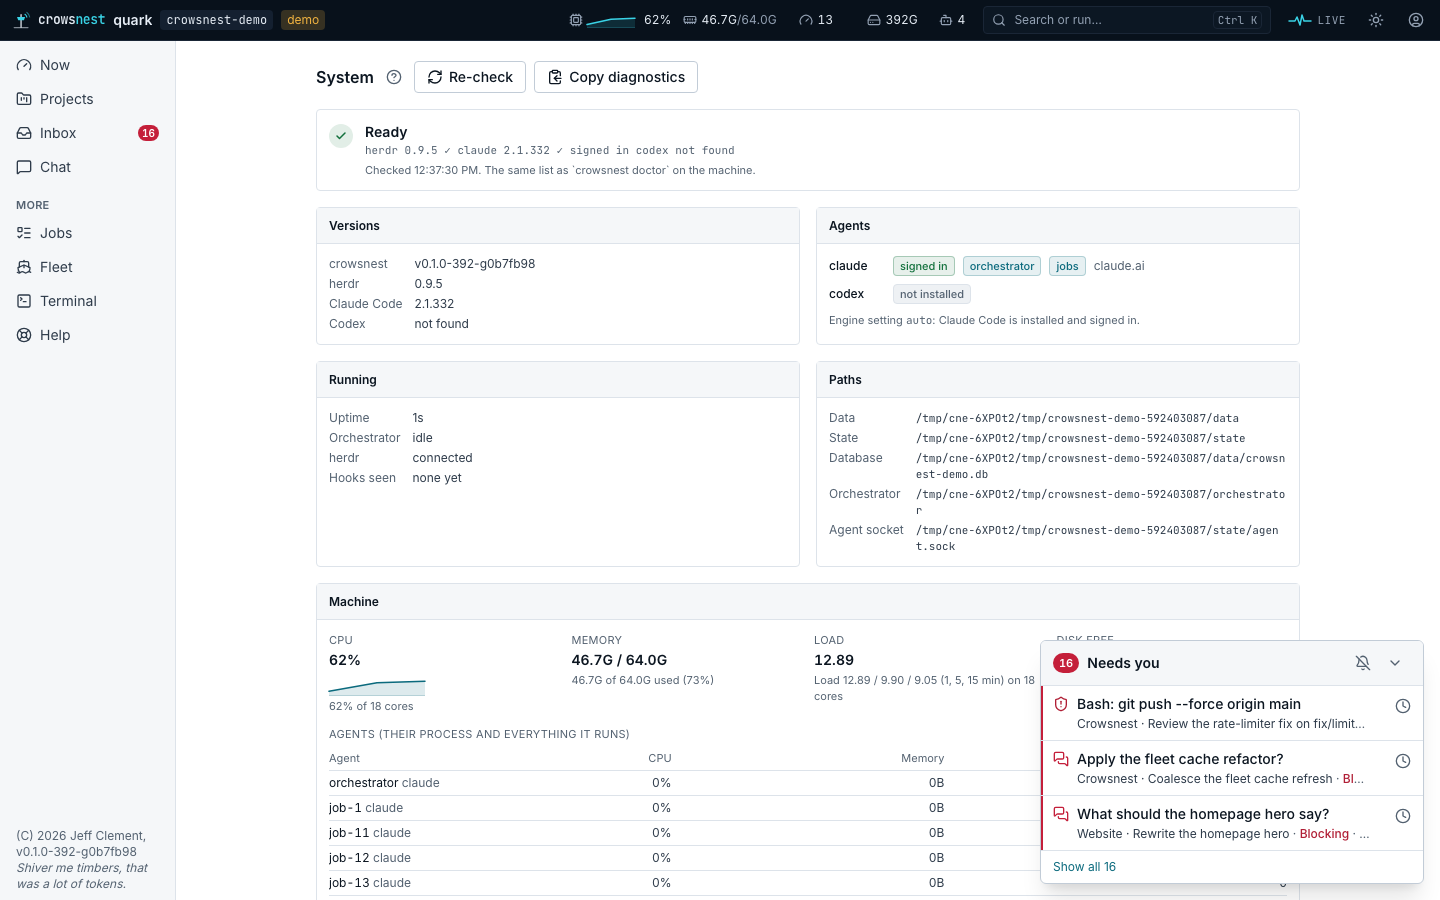 crowsnest quark crowsnest-demo demo 62% 46.7G/64.0G 13 392G 4 Search or run... Ctrl K LIVE
Now
Projects
Inbox 16
Chat
MORE
Jobs
Fleet
Terminal
Help
(C) 2026 Jeff Clement,
v0.1.0-392-g0b7fb98
Shiver me timbers, that
was a lot of tokens.
System Re-check Copy diagnostics
Ready
herdr 0.9.5 ✓ claude 2.1.332 ✓ signed in codex not found
Checked 12:37:30 PM. The same list as `crowsnest doctor` on the machine.
Versions
crowsnest v0.1.0-392-g0b7fb98
herdr 0.9.5
Claude Code 2.1.332
Codex not found
Agents
claude signed in orchestrator jobs claude.ai
codex not installed
Engine setting auto: Claude Code is installed and signed in.
Running
Uptime 1s
Orchestrator idle
herdr connected
Hooks seen none yet
Paths
Data /tmp/cne-6XPOt2/tmp/crowsnest-demo-592403087/data
State /tmp/cne-6XPOt2/tmp/crowsnest-demo-592403087/state
Database /tmp/cne-6XPOt2/tmp/crowsnest-demo-592403087/data/crowsn
est-demo.db
Orchestrator /tmp/cne-6XPOt2/tmp/crowsnest-demo-592403087/orchestrato
r
Agent socket /tmp/cne-6XPOt2/tmp/crowsnest-demo-592403087/state/agen
t.sock
Machine
CPU MEMORY LOAD DISK FREE
62% 46.7G / 64.0G 12.89
46.7G of 64.0G used (73%) Load 12.89 / 9.90 / 9.05 (1, 5, 15 min) on 18
cores
62% of 18 cores
AGENTS (THEIR PROCESS AND EVERYTHING IT RUNS)
Agent CPU Memory
orchestrator claude 0% 0B
job-1 claude 0% 0B
job-11 claude 0% 0B
job-12 claude 0% 0B
job-13 claude 0% 0B
16 Needs you
Bash: git push --force origin main
Crowsnest · Review the rate-limiter fix on fix/limit...
Apply the fleet cache refactor?
Crowsnest · Coalesce the fleet cache refresh · Bl...
What should the homepage hero say?
Website · Rewrite the homepage hero · Blocking · ...
Show all 16